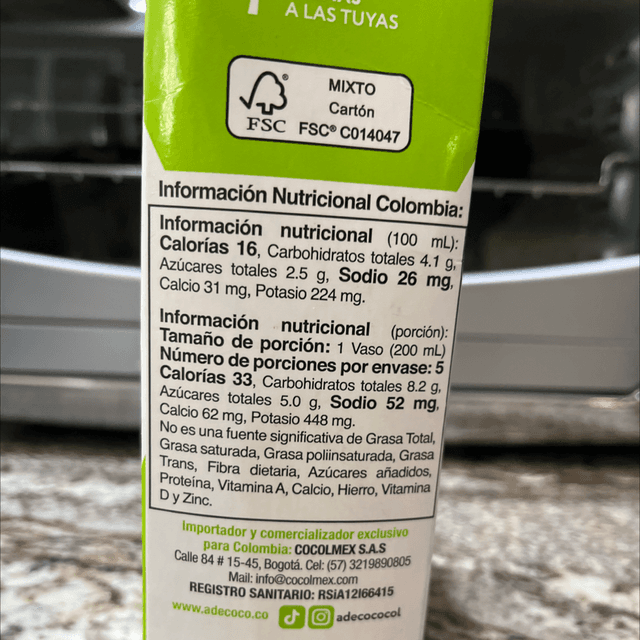 A LAS TUYAS
MIXTO
Cartón
FSC® FSC® C014047
Información Nutricional Colombia:
Información nutricional (100 mL):
Calorías 16, Carbohidratos totales 4.1 g,
Azúcares totales 2.5 g, Sodio 26 mg,
Calcio 31 mg, Potasio 224 mg.
Información nutricional (porción):
Tamaño de porción: 1 Vaso (200 mL)
Número de porciones por envase: 5
Calorías 33, Carbohidratos totales 8.2 g,
Azúcares totales 5.0 g, Sodio 52 mg,
Calcio 62 mg, Potasio 448 mg.
No es una fuente significativa de Grasa Total,
Grasa saturada, Grasa poliinsaturada, Grasa
Trans, Fibra dietaria, Azúcares añadidos,
Proteína, Vitamina A, Calcio, Hierro, Vitamina
D y Zinc.
Importador y comercializador exclusivo
para Colombia: COCOLMEX S.A.S
Calle 84 # 15-45, Bogotá. Cel: (57) 3219890805
Mail: info@cocolmex.com
REGISTRO SANITARIO: RSiA12I66415
www.adecoco.co adecococol